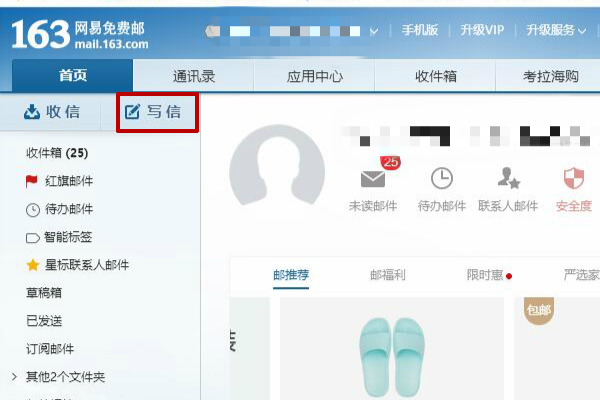 163 网易免费邮
mail.163.com
手机版
升级VIP
升级服务
首页
通讯录
应用中心
收件箱
考拉海购
收信
写信
收件箱 (25)
红旗邮件
待办邮件
智能标签
星标联系人邮件
草稿箱
已发送
订阅邮件
其他2个文件夹
25
未读邮件
待办邮件
联系人邮件
安全度
邮推荐
邮福利
限时惠
严选家
包邮